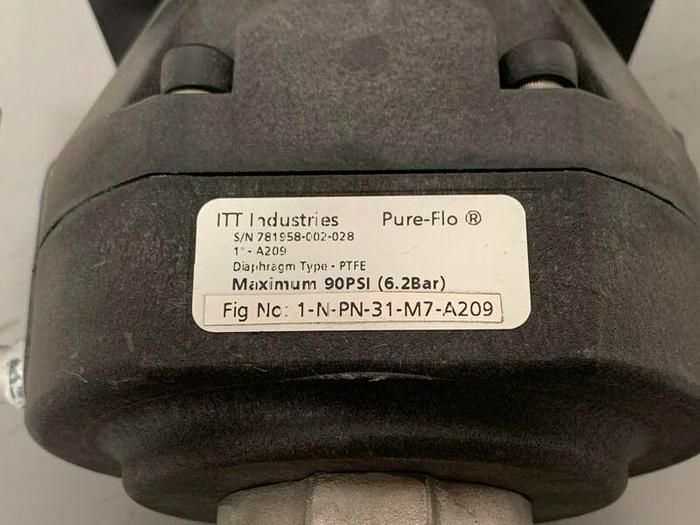 ITT Industries Pure-Flo ®
S/N 781958-002-028
1" - A209
Diaphragm Type - PTFE
Maximum 90PSI (6.2Bar)
Fig No: 1-N-PN-31-M7-A209